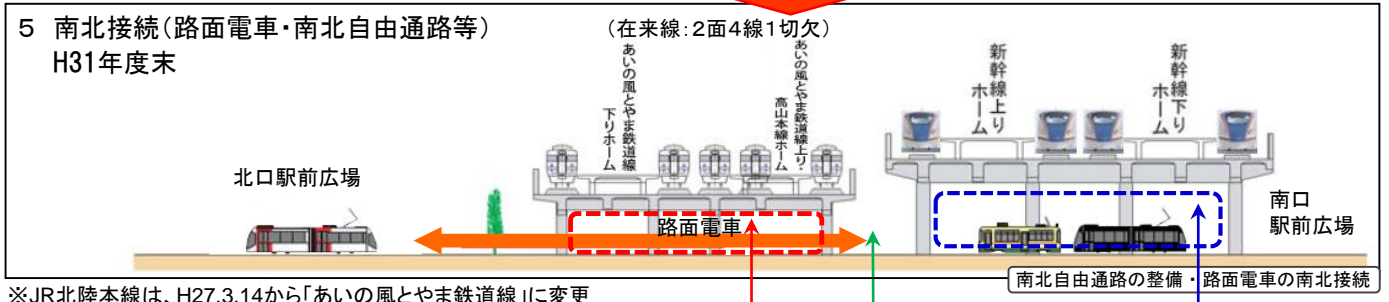 5 南北接続(路面電車・南北自由通路等)
H31年度末
(在来線:2面4線1切欠)
あいの風とやま鉄道線
下りホーム
あいの風とやま鉄道線上り・
高山本線ホーム
新幹線上り
ホーム
新幹線下り
ホーム
北口駅前広場
路面電車
南口
駅前広場
南北自由通路の整備・路面電車の南北接続
※JR北陸本線は、H27.3.14から「あいの風とやま鉄道線」に変更